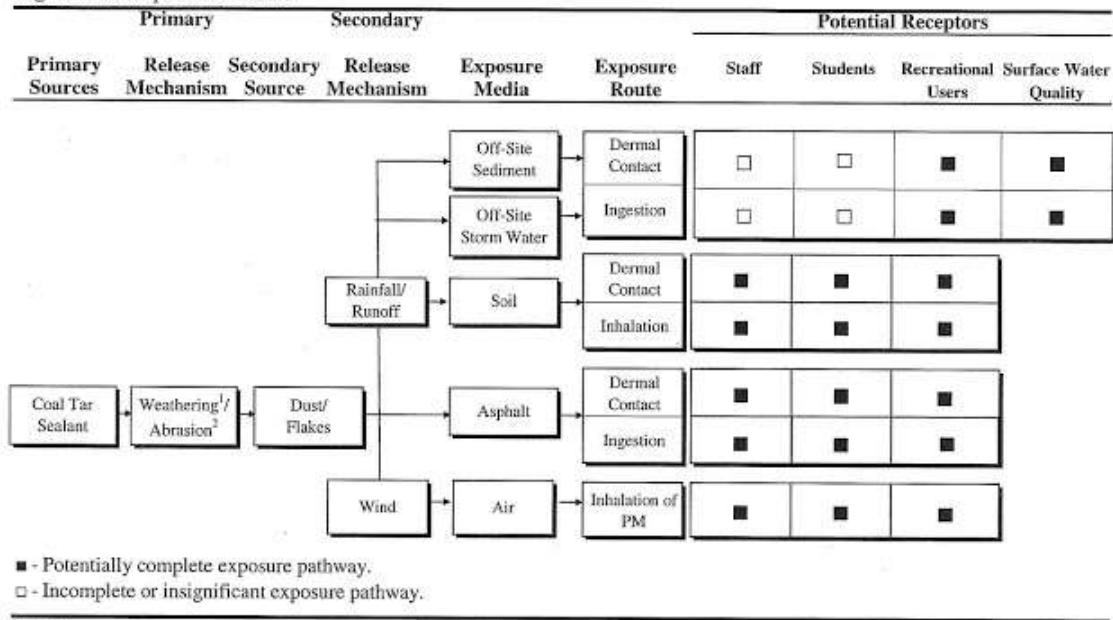 Primary Secondary Potential Receptors
Primary Release Secondary Release Exposure Exposure Staff Students Recreational Surface Water
Sources Mechanism Source Mechanism Media Route Users Quality
Off-Site
Sediment
Dermal
Contact
□ □ ■ ■
Off-Site
Storm Water
Ingestion
□ □ ■ ■
Rainfall/
Runoff
Soil
Dermal
Contact
■ ■ ■
Inhalation
■ ■ ■
Coal Tar
Sealant
Weathering¹/
Abrasion²
Dust/
Flakes
Asphalt
Dermal
Contact
■ ■ ■
Ingestion
■ ■ ■
Wind
Air
Inhalation of
PM
■ ■ ■
■ - Potentially complete exposure pathway.
□ - Incomplete or insignificant exposure pathway.